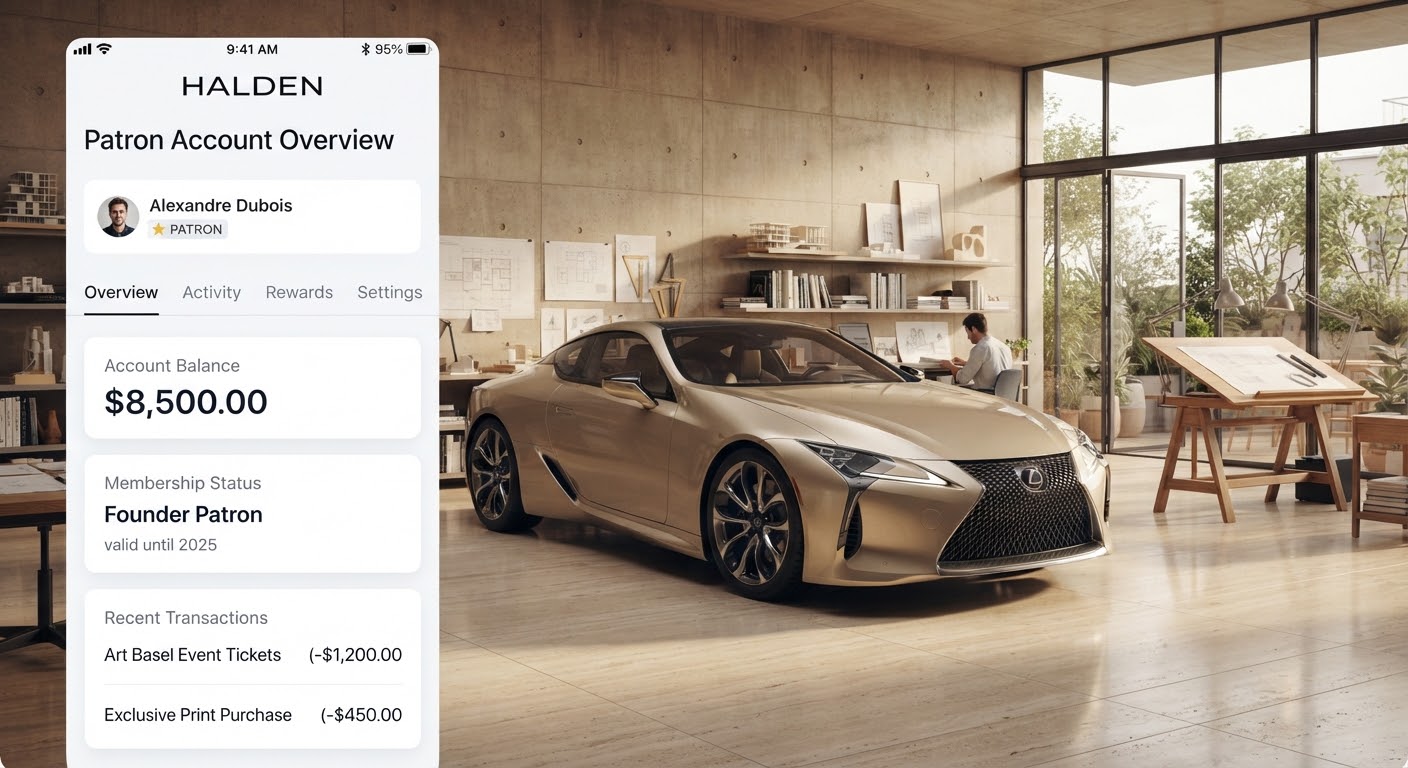 9:41 AM
95%
HALDEN
Patron Account Overview
Alexandre Dubois
PATRON
Overview Activity Rewards Settings
Account Balance
$8,500.00
Membership Status
Founder Patron
valid until 2025
Recent Transactions
Art Basel Event Tickets (-$1,200.00
Exclusive Print Purchase (-$450.00